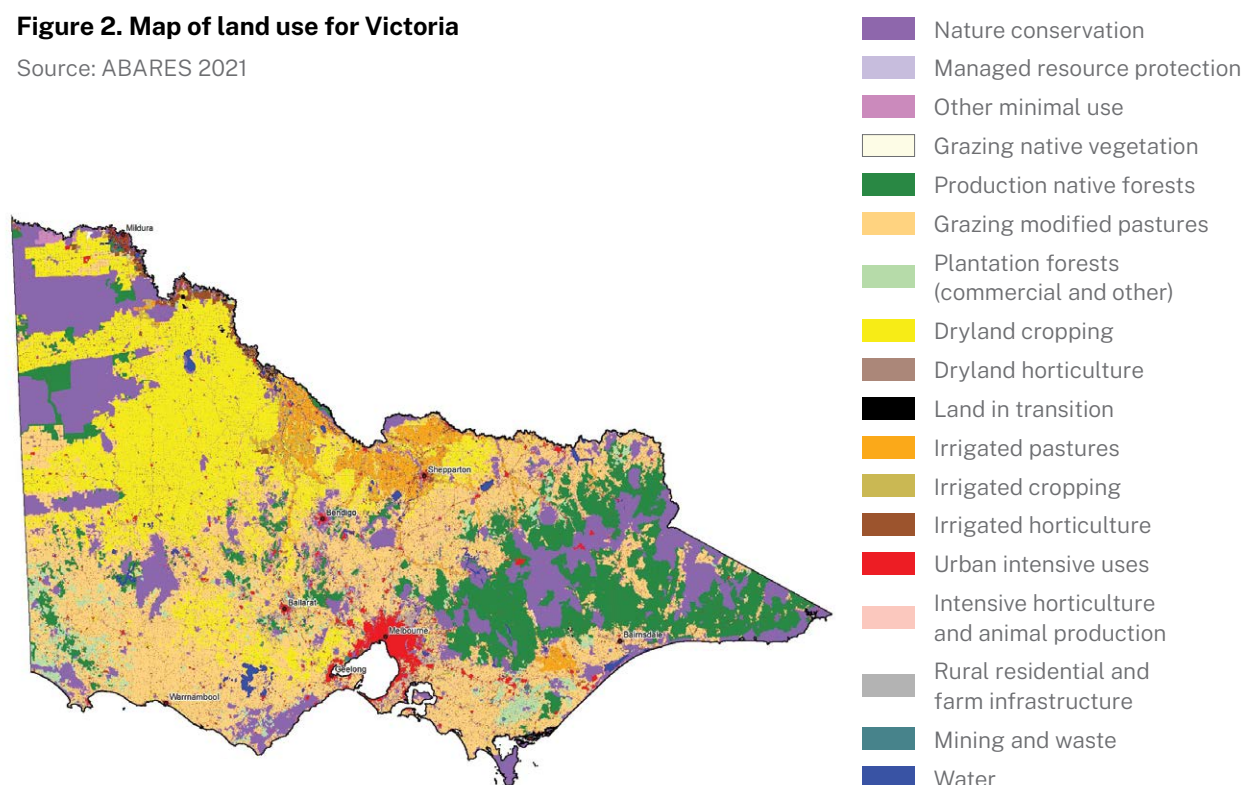 Figure 2. Map of land use for Victoria
Source: ABARES 2021
Mildura
Shepparton
Bendigo
Ballarat
Melbourne
Bairnsdale
Geelong
Warrnambool
Nature conservation
Managed resource protection
Other minimal use
Grazing native vegetation
Production native forests
Grazing modified pastures
Plantation forests
(commercial and other)
Dryland cropping
Dryland horticulture
Land in transition
Irrigated pastures
Irrigated cropping
Irrigated horticulture
Urban intensive uses
Intensive horticulture
and animal production
Rural residential and
farm infrastructure
Mining and waste
Water